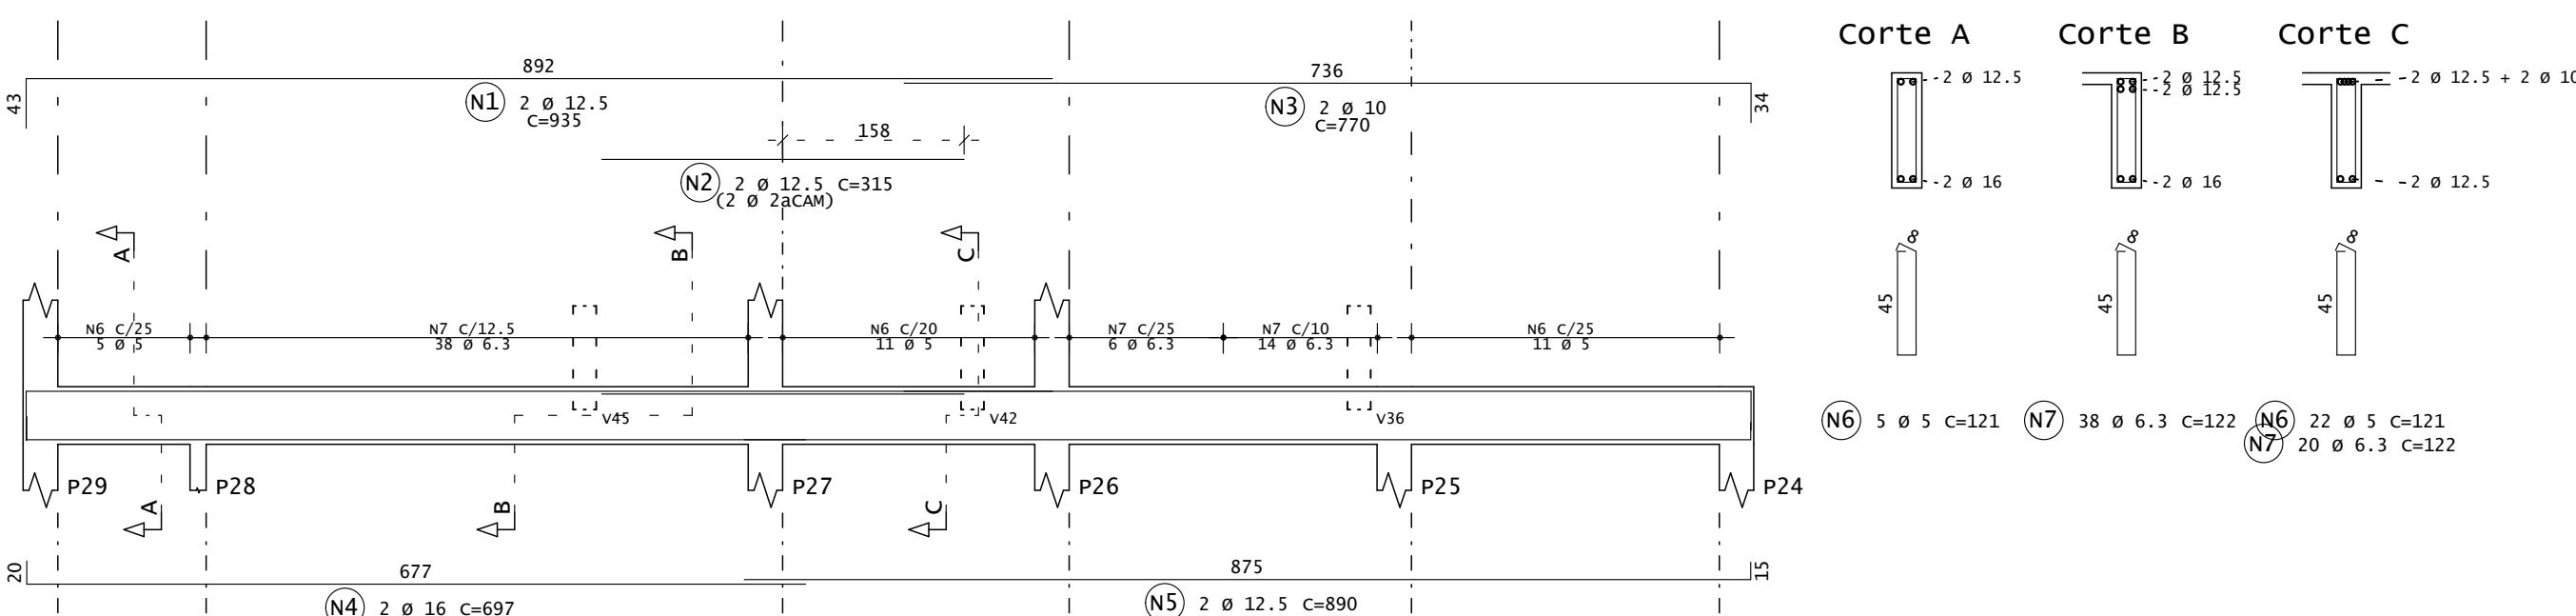 Corte A
Corte B
Corte C
892
736
43
34
N1 2 Ø 12.5
C=935
N3 2 Ø 10
C=770
158
N2 2 Ø 12.5 C=315
(2 Ø 2aCAM)
2 Ø 12.5
2 Ø 12.5
2 Ø 12.5
2 Ø 12.5 + 2 Ø 10
2 Ø 16
2 Ø 16
2 Ø 12.5
A
B
C
8
8
8
45
45
45
N6 C/25
5 Ø 5
N7 C/12.5
38 Ø 6.3
N6 C/20
11 Ø 5
N7 C/25
6 Ø 6.3
N7 C/10
14 Ø 6.3
N6 C/25
11 Ø 5
V45
V42
V36
N6 5 Ø 5 C=121
N7 38 Ø 6.3 C=122
N6 22 Ø 5 C=121
N7 20 Ø 6.3 C=122
P29
P28
P27
P26
P25
P24
A
B
C
20
677
875
15
N4 2 Ø 16 C=697
N5 2 Ø 12.5 C=890